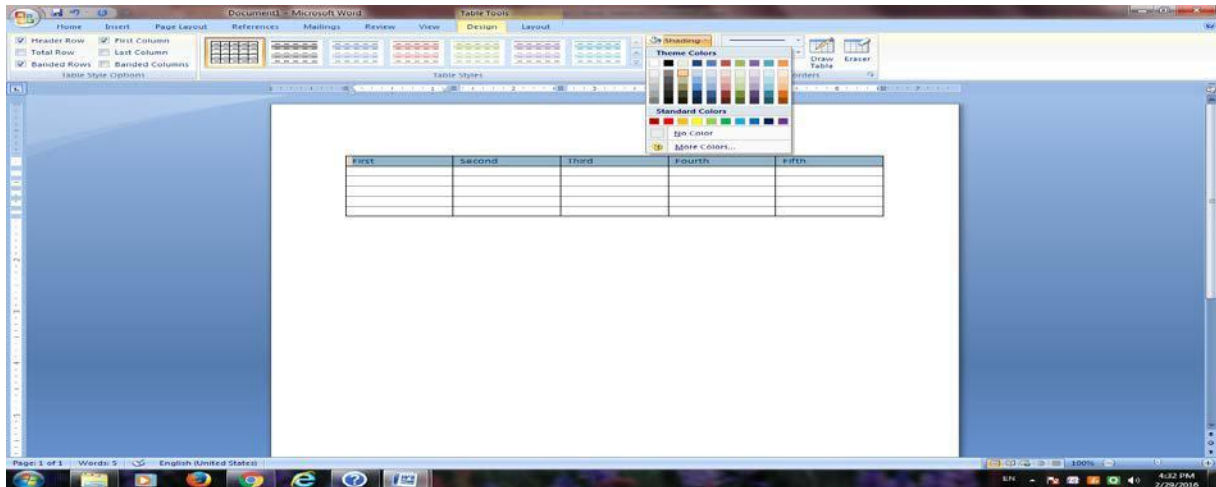 Document1 - Microsoft Word Table Tools
Home Insert Page Layout References Mailings Review View Design Layout
Header Row First Column
Total Row Last Column
Banded Rows Banded Columns
Table Style Options
Table Styles
Shading
Theme Colors
Standard Colors
No Color
More Colors...
Draw Table
Eraser
First Second Third Fourth Fifth
Page: 1 of 1 Words: 5 English (United States) 100%
EN 4:32 PM
2/29/2016